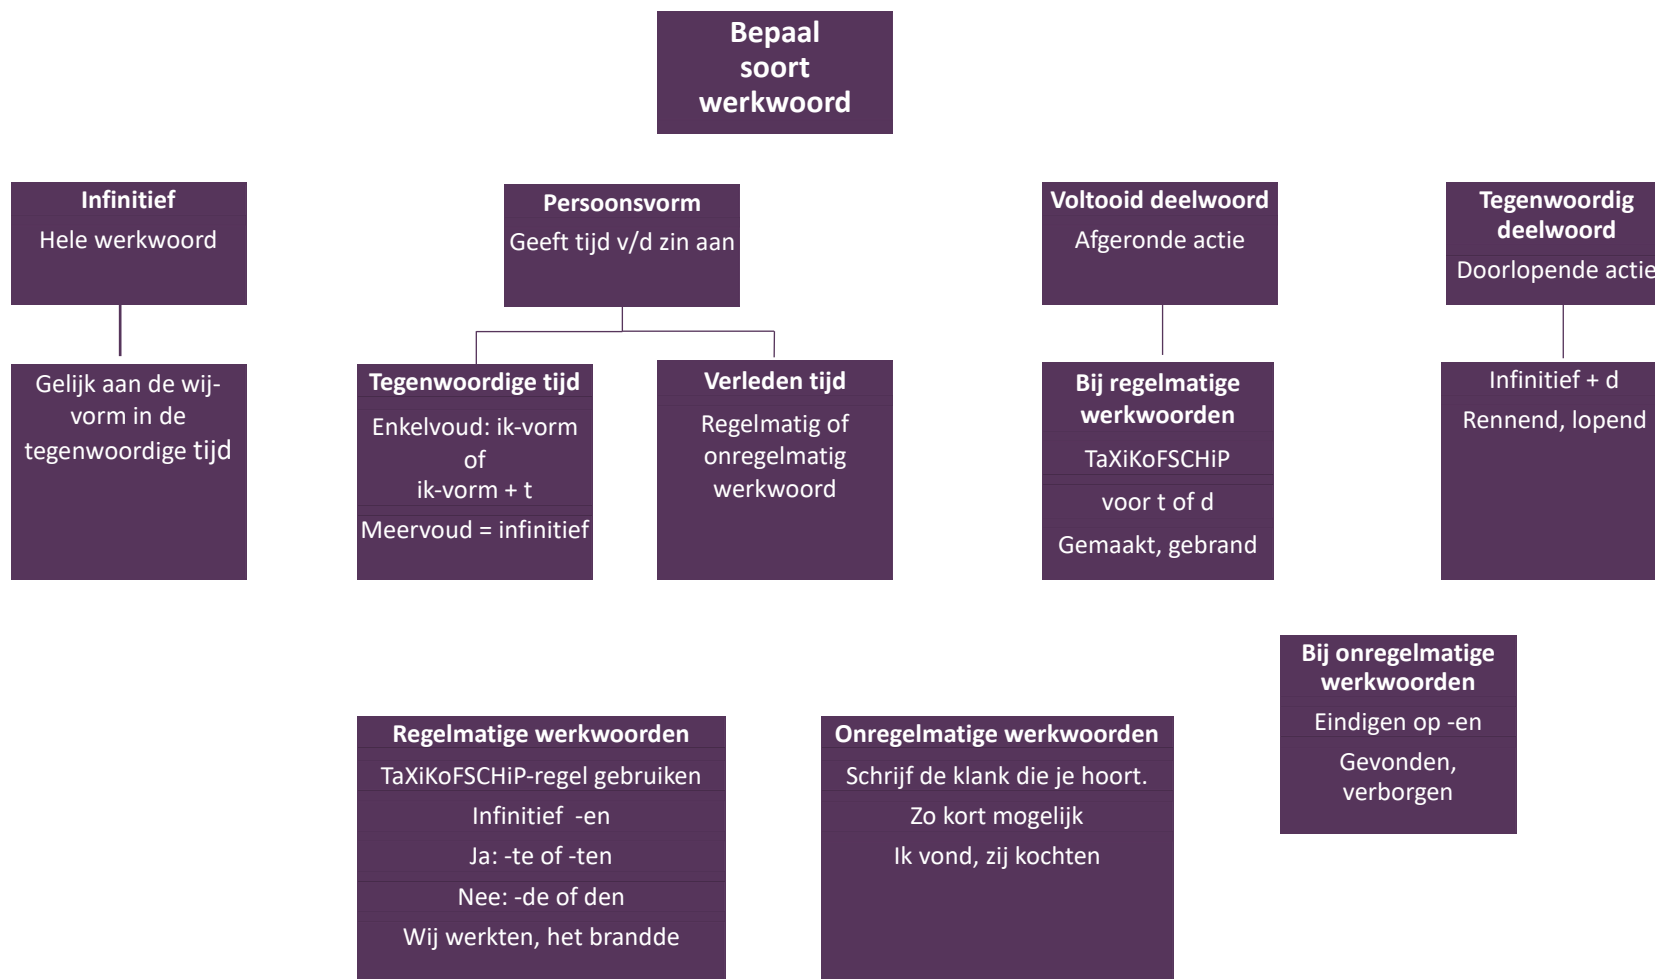 Bepaal
soort
werkwoord
Infinitief
Hele werkwoord
Persoonsvorm
Geeft tijd v/d zin aan
Voltooid deelwoord
Afgeronde actie
Tegenwoordig
deelwoord
Doorlopende actie
Gelijk aan de wij-
vorm in de
tegenwoordige tijd
Tegenwoordige tijd
Enkelvoud: ik-vorm
of
ik-vorm + t
Meervoud = infinitief
Verleden tijd
Regelmatig of
onregelmatig
werkwoord
Bij regelmatige
werkwoorden
TaXiKoFSCHiP
voor t of d
Gemaakt, gebrand
Infinitief + d
Rennend, lopend
Bij onregelmatige
werkwoorden
Eindigen op -en
Gevonden,
verborgen
Regelmatige werkwoorden
TaXiKoFSCHiP-regel gebruiken
Infinitief -en
Ja: -te of -ten
Nee: -de of den
Wij werkten, het brandde
Onregelmatige werkwoorden
Schrijf de klank die je hoort.
Zo kort mogelijk
Ik vond, zij kochten